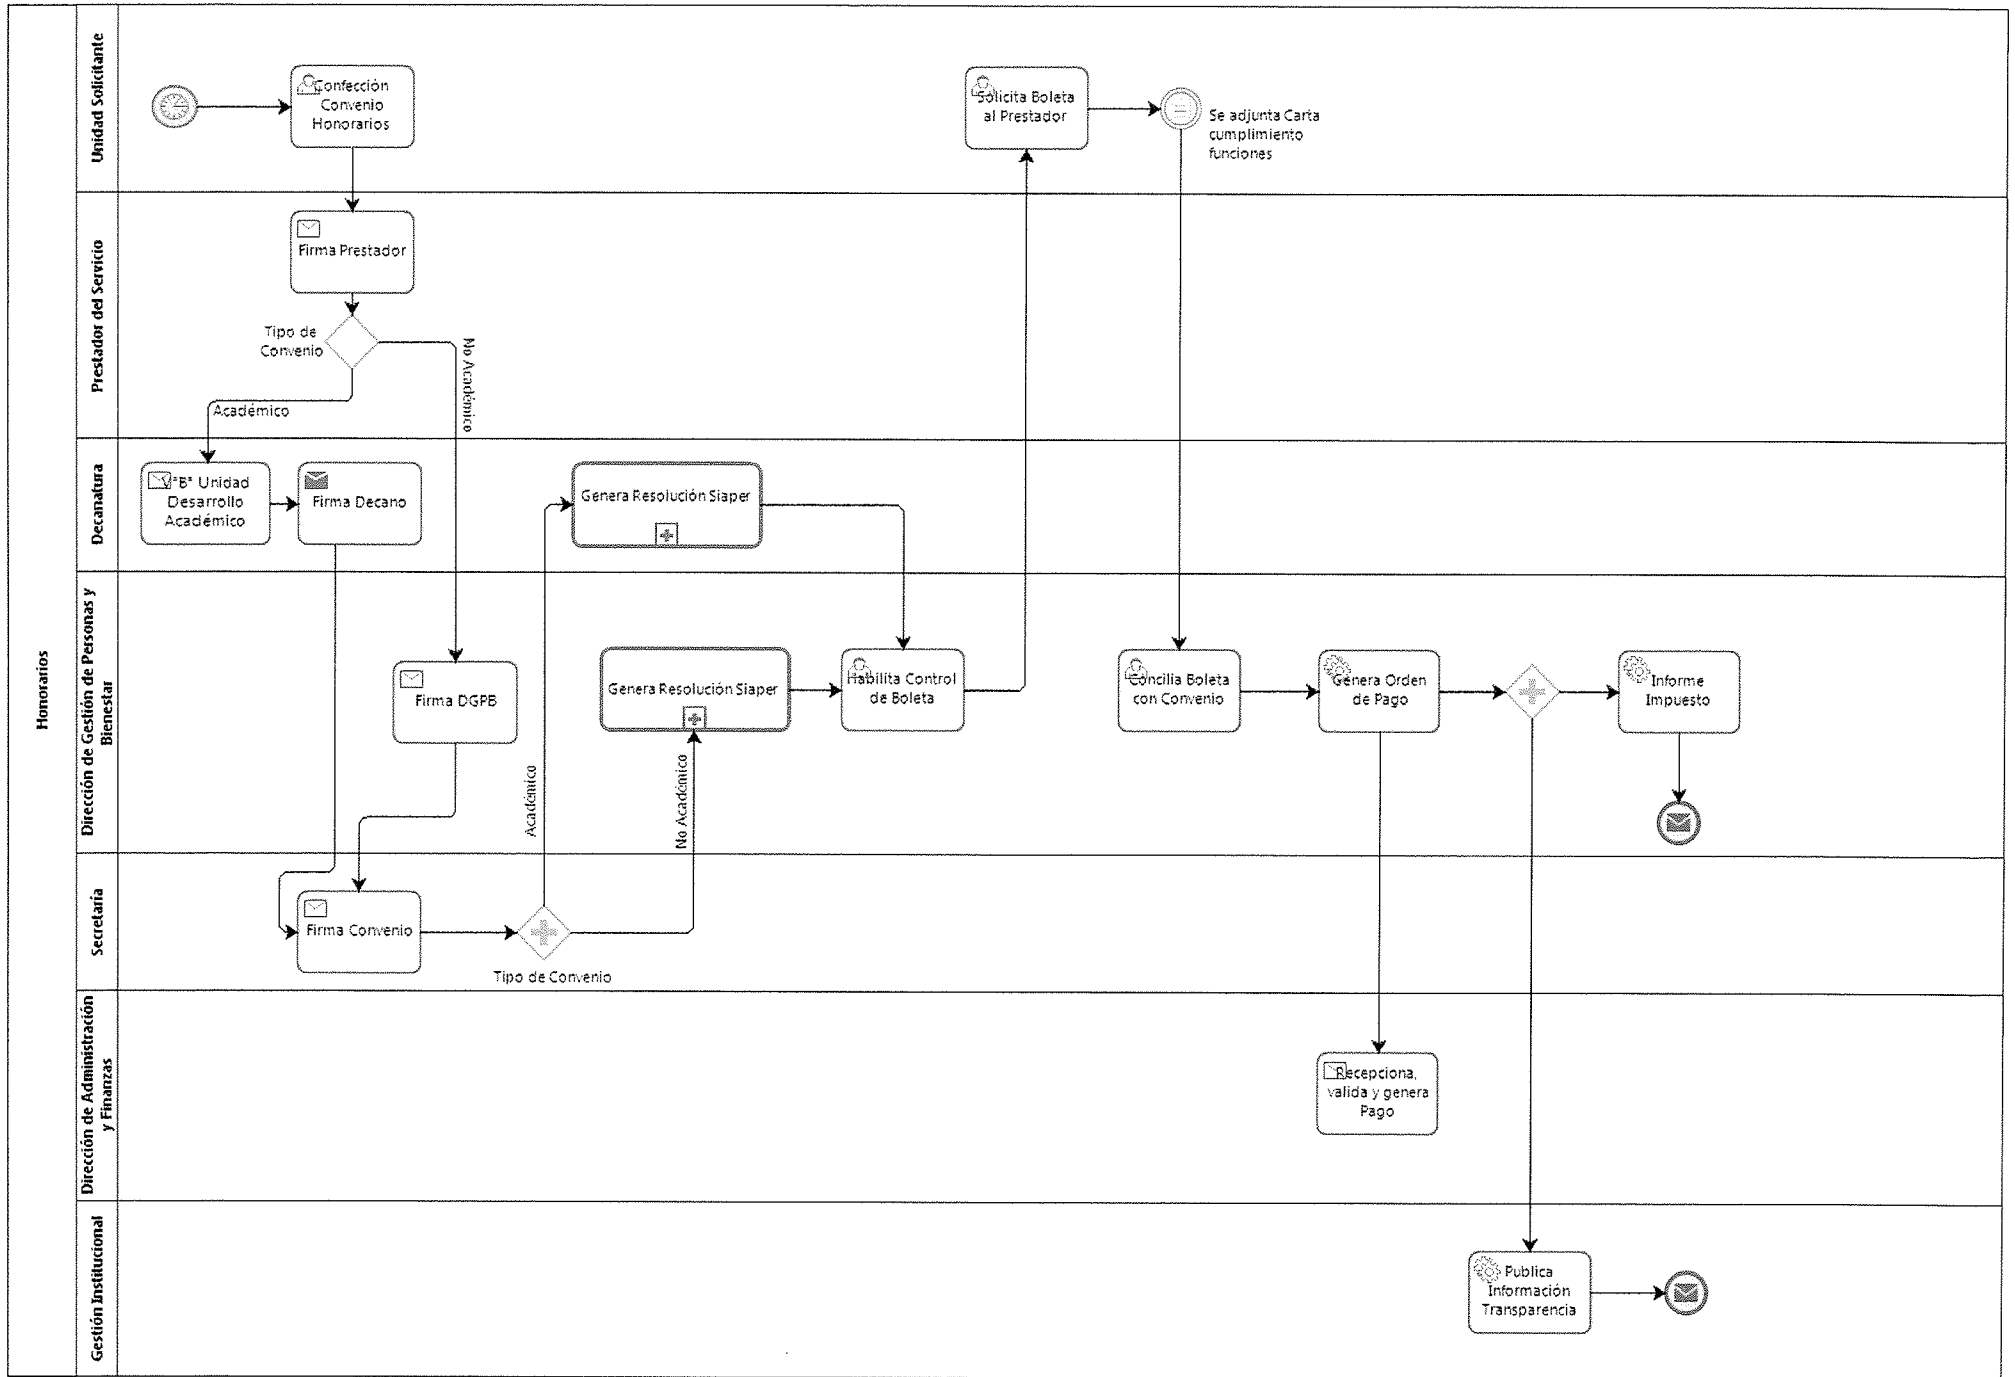 Honorarios
Unidad Solicitante
Confección
Convenio
Honorarios
Solicita Boleta
al Prestador
Se adjunta Carta
cumplimiento
funciones
Prestador del Servicio
Firma Prestador
Tipo de
Convenio
No Académico
Académico
Decanatura
V°B° Unidad
Desarrollo
Académico
Firma Decano
Genera Resolución Siaper
Dirección de Gestión de Personas y
Bienestar
Firma DGPB
Genera Resolución Siaper
Habilita Control
de Boleta
Concilia Boleta
con Convenio
Genera Orden
de Pago
Informe
Impuesto
Académico
No Académico
Secretaría
Firma Convenio
Tipo de Convenio
Dirección de Administración
y Finanzas
Recepciona,
valida y genera
Pago
Gestión Institucional
Publica
Información
Transparencia